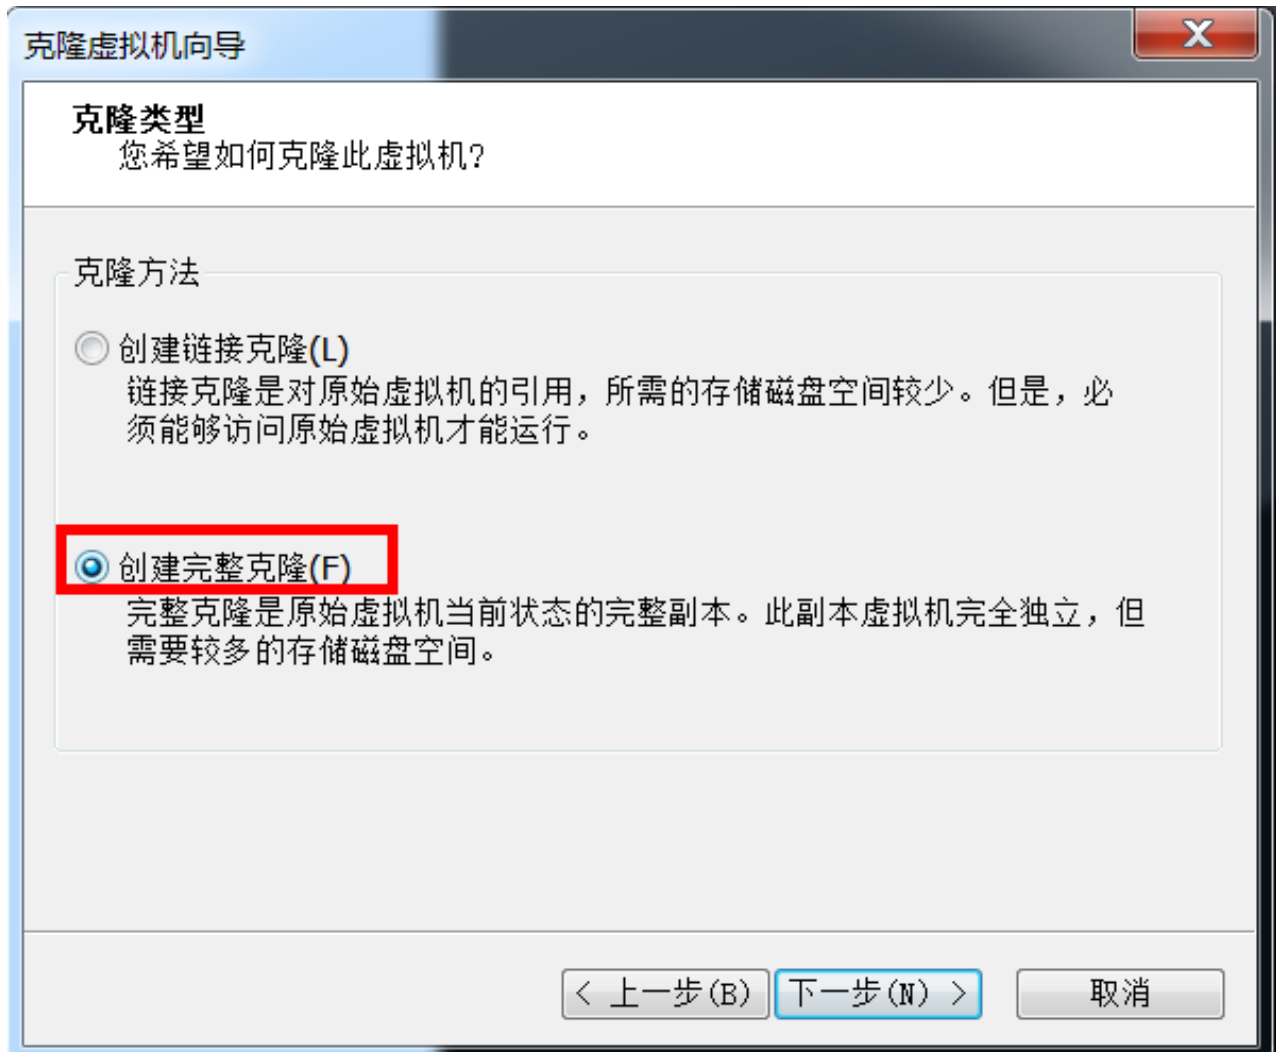 克隆虚拟机向导
克隆类型
您希望如何克隆此虚拟机?
克隆方法
创建链接克隆(L)
链接克隆是对原始虚拟机的引用，所需的存储磁盘空间较少。但是，必
须能够访问原始虚拟机才能运行。
创建完整克隆(F)
完整克隆是原始虚拟机当前状态的完整副本。此副本虚拟机完全独立，但
需要较多的存储磁盘空间。
< 上一步(B) 下一步(N) > 取消